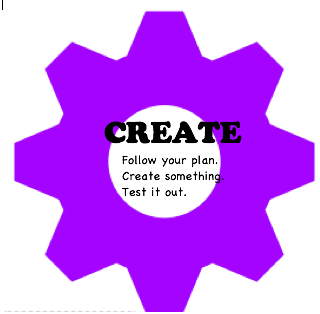 CREATE
Follow your plan.
Create something.
Test it out.